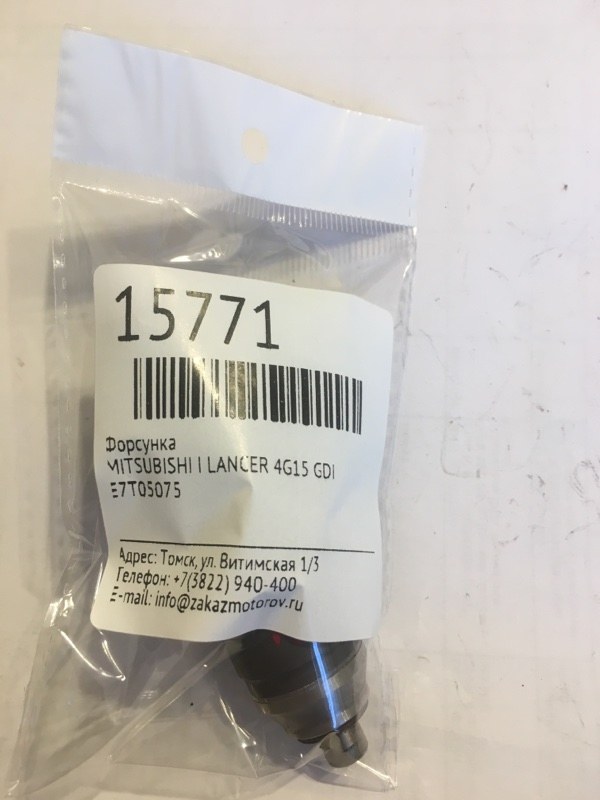 15771
Форсунка
MITSUBISHI I LANCER 4G15 GDI
E7T05075
Адрес: Томск, ул. Витимская 1/3
Телефон: +7(3822) 940-400
E-mail: info@zakazmotorov.ru